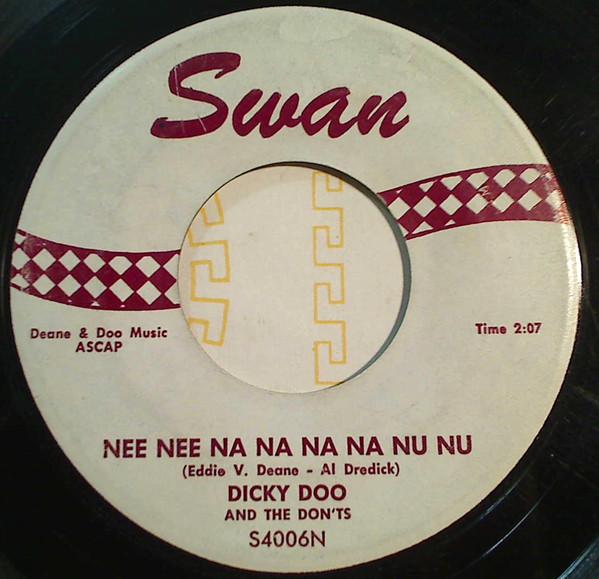 Swan
Deane & Doo Music
ASCAP
Time 2:07
NEE NEE NA NA NA NA NU NU
(Eddie V. Deane - Al Dredick)
DICKY DOO
AND THE DON'TS
S4006N